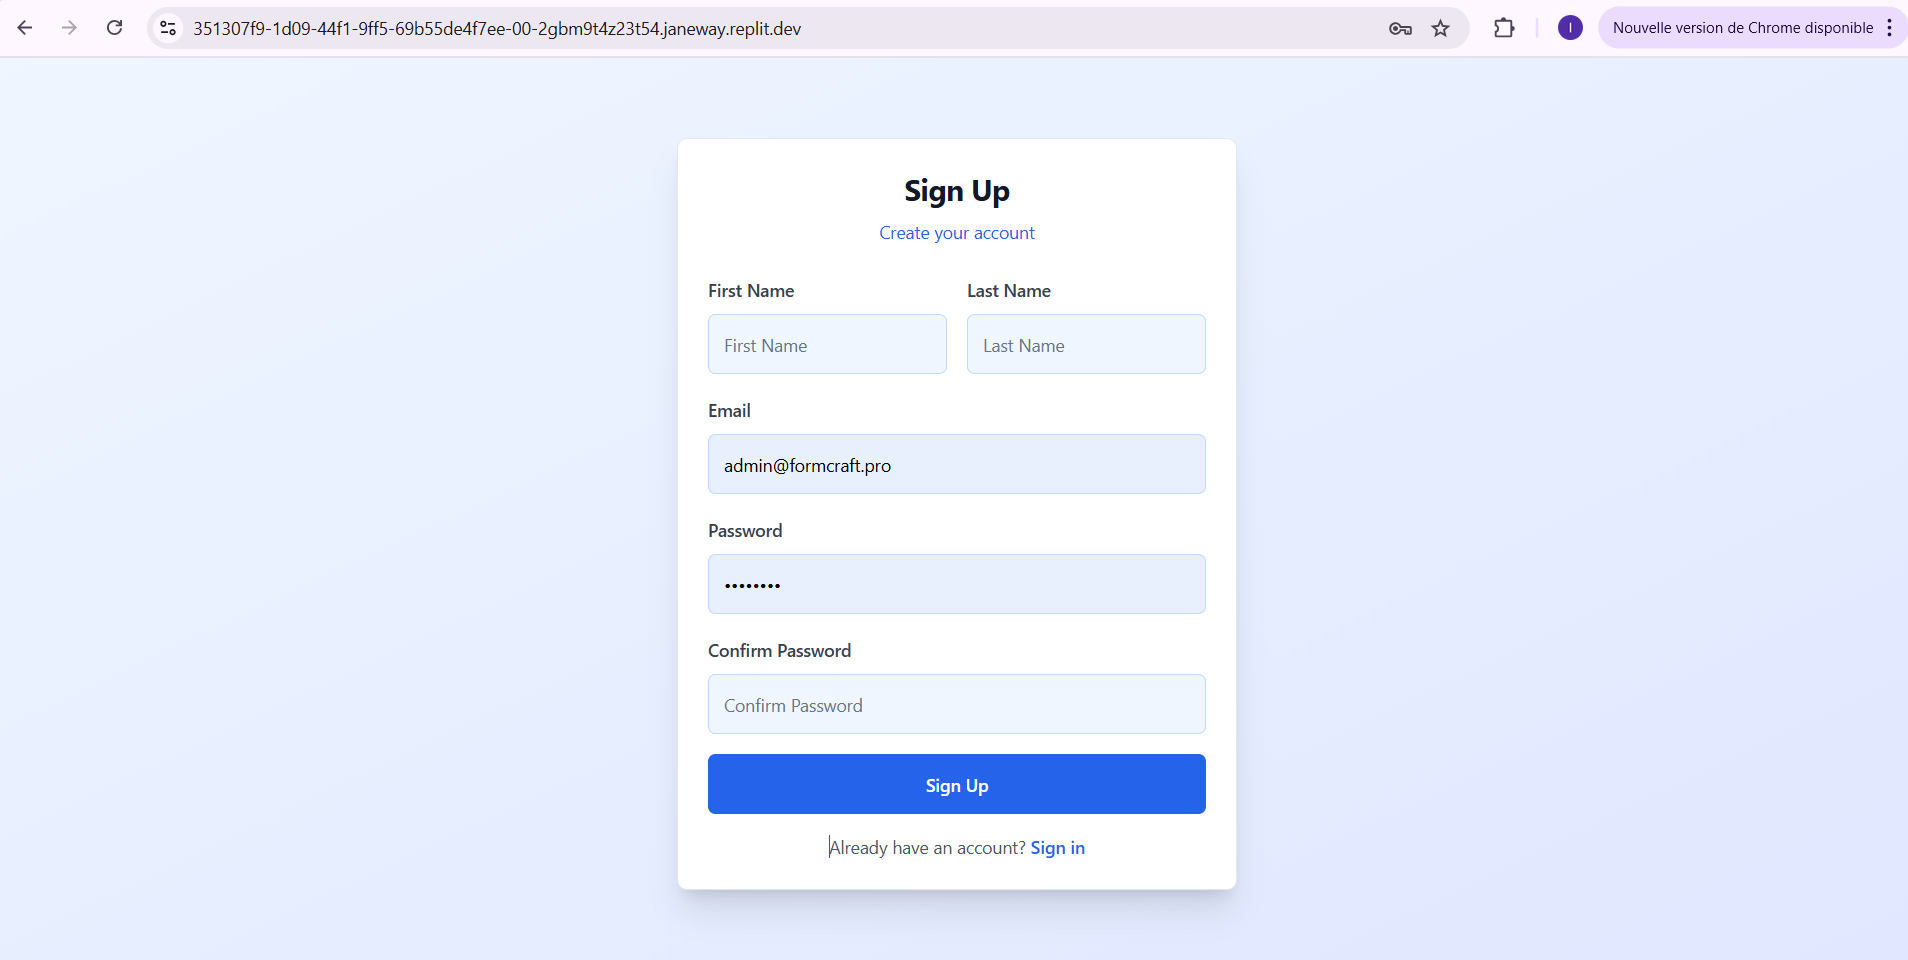 351307f9-1d09-44f1-9ff5-69b55de4f7ee-00-2gbm9t4z23t54.janeway.replit.dev
I
Nouvelle version de Chrome disponible
Sign Up
Create your account
First Name Last Name
First Name Last Name
Email
admin@formcraft.pro
Password
••••••••
Confirm Password
Confirm Password
Sign Up
Already have an account? Sign in